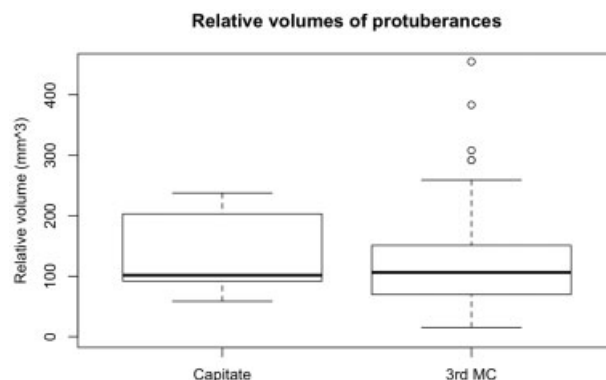 Relative volumes of protuberances
Relative volume (mm^3)
400
300
200
100
0
Capitate
3rd MC